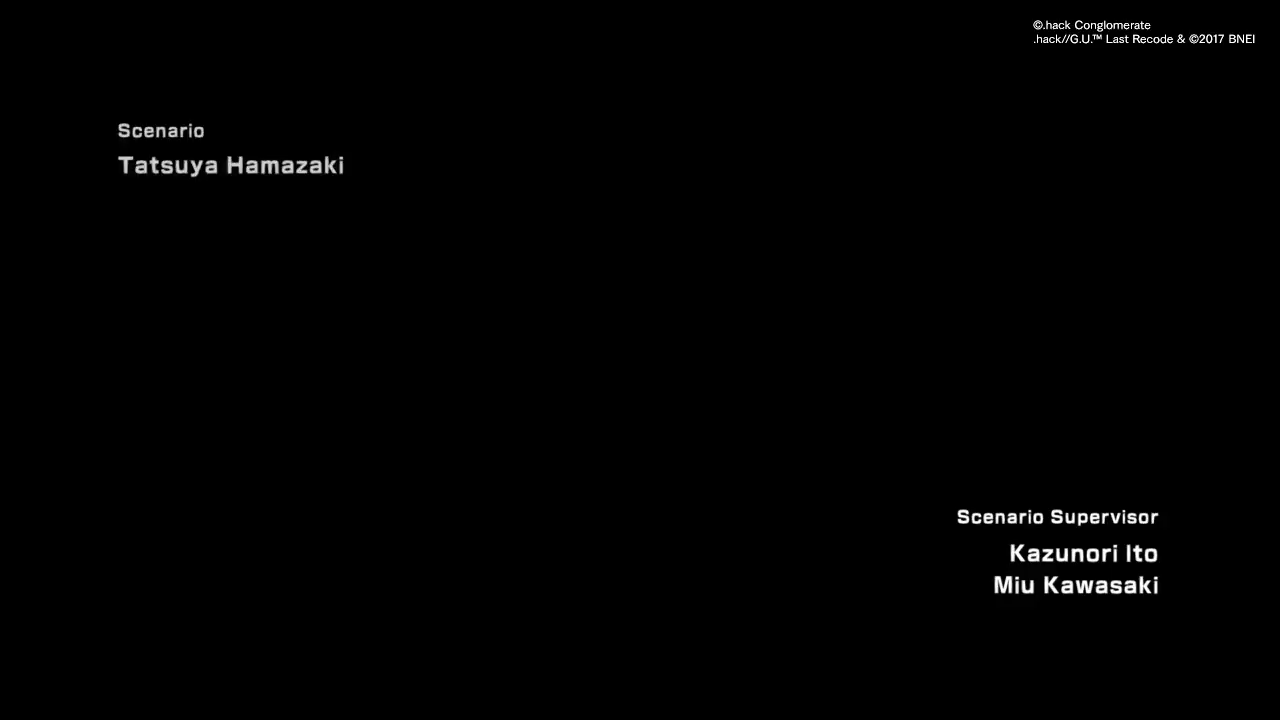 ©.hack Conglomerate
.hack//G.U.™ Last Recode & ©2017 BNEI
Scenario
Tatsuya Hamazaki
Scenario Supervisor
Kazunori Ito
Miu Kawasaki